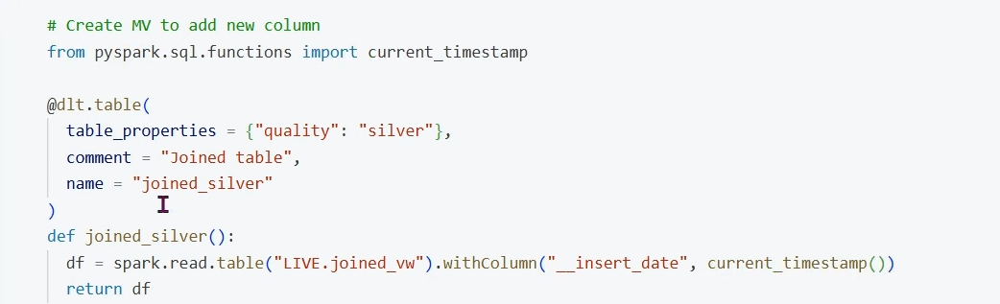 # Create MV to add new column
from pyspark.sql.functions import current_timestamp
@dlt.table(
table_properties = {"quality": "silver"},
comment = "Joined table",
name = "joined_silver"
)
def joined_silver():
df = spark.read.table("LIVE.joined_vw").withColumn("__insert_date", current_timestamp())
return df